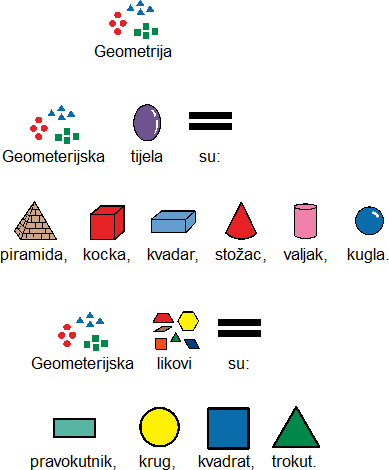 Geometrija
Geometerijska tijela su:
piramida, kocka, kvadar, stožac, valjak, kugla.
Geometerijska likovi su:
pravokutnik, krug, kvadrat, trokut.